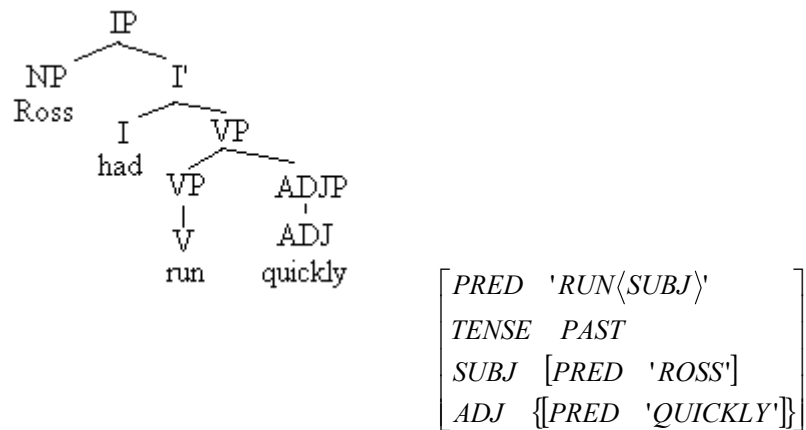 IP
NP I'
Ross
I VP
had
VP ADJP
V ADJ
run quickly
PRED 'RUN⟨SUBJ⟩'
TENSE PAST
SUBJ [PRED 'ROSS']
ADJ {[PRED 'QUICKLY']}